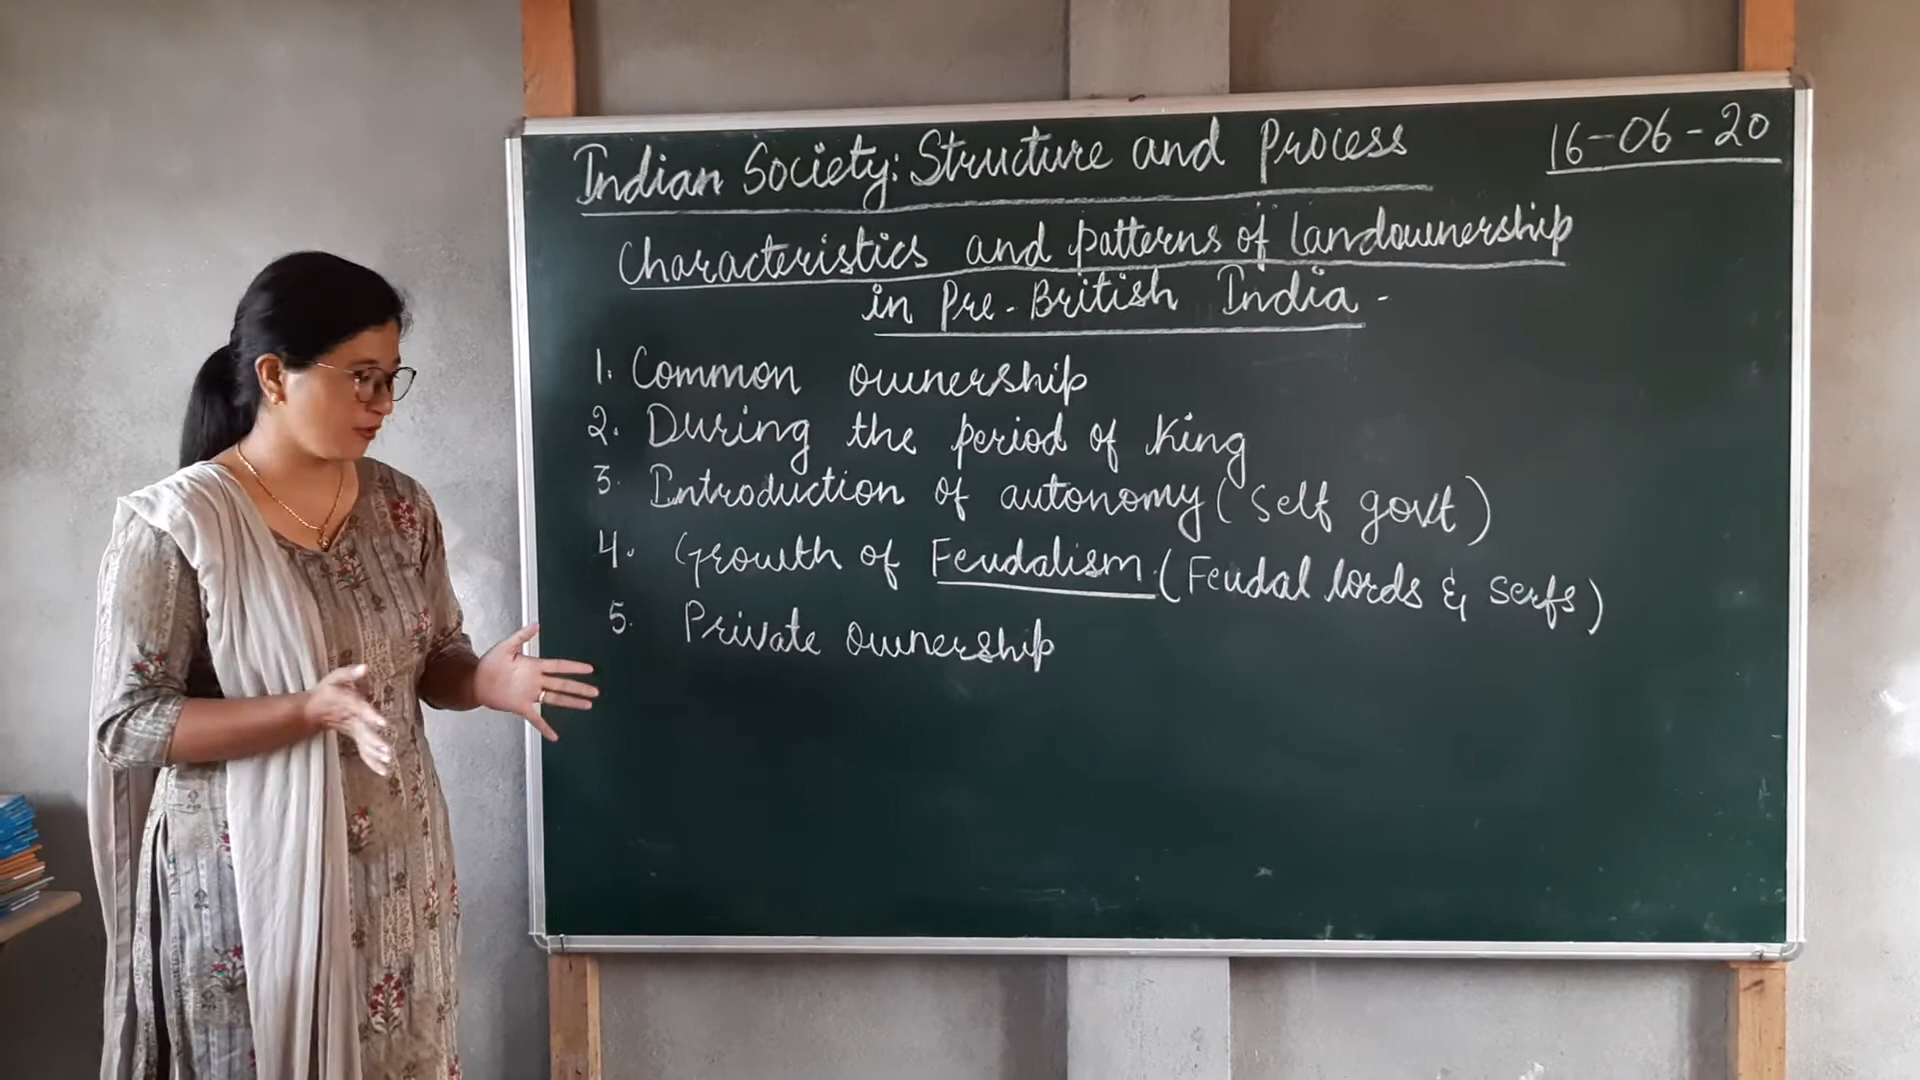 Indian Society: Structure and Process
16-06-20
Characteristics and patterns of landownership
in Pre-British India -
1. Common ownership
2. During the period of King
3. Introduction of autonomy (Self govt)
4. Growth of Feudalism. (Feudal lords & Serfs)
5. Private ownership